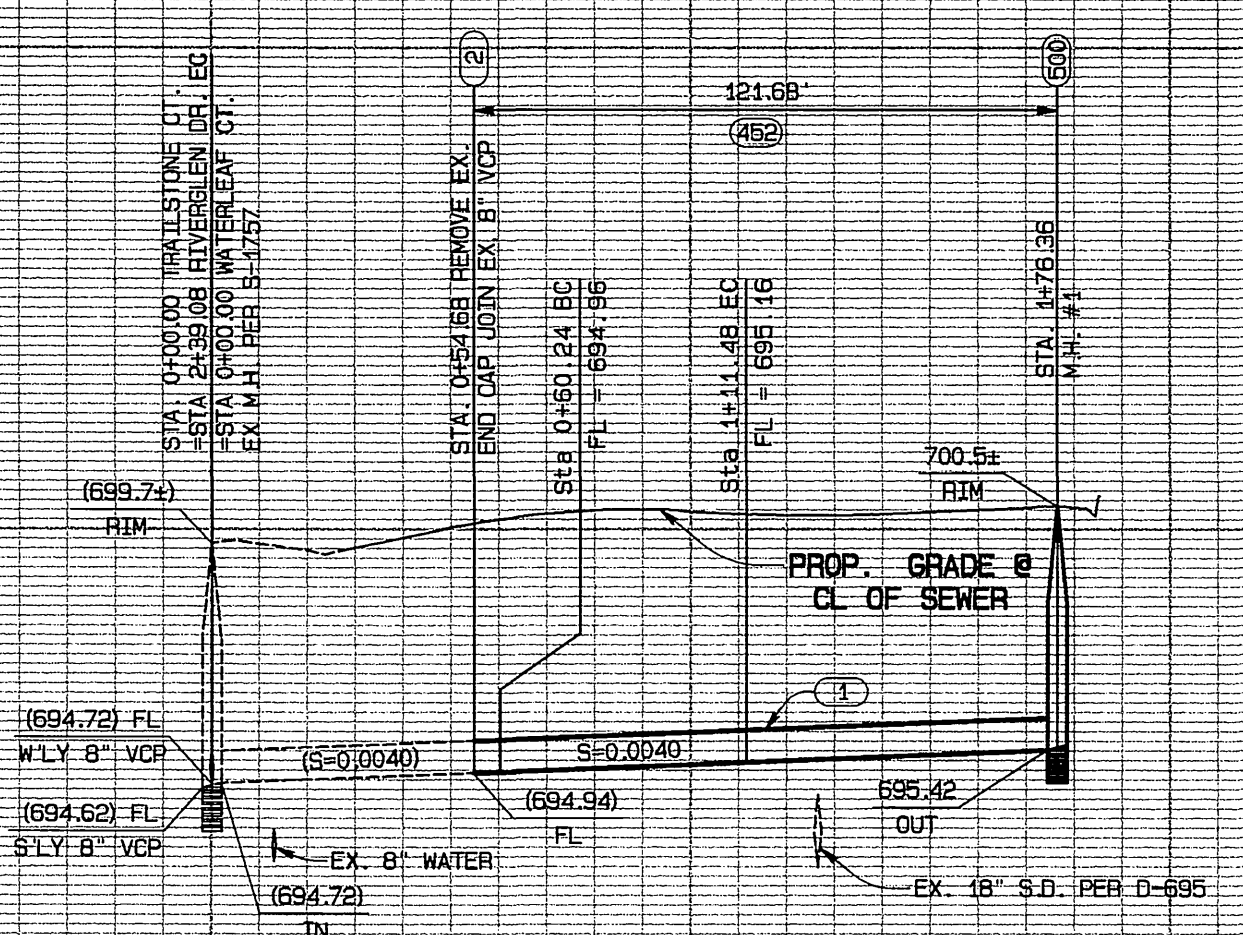 STA. 0+00.00 TRAILSTONE CT.
=STA 2+39.08 RIVERGLEN DR. EC
=STA 0+00.00 WATERLEAF CT.
EX M.H. PER S-1757
2
STA. 0+54.68 REMOVE EX.
END CAP JOIN EX. 8" VCP
121.68'
452
500
Sta 0+60.24 BC
FL = 694.96
Sta 1+11.48 EC
FL = 695.16
STA. 1+76.36
M.H. #1
(699.7±)
RIM
700.5±
RIM
PROP. GRADE @
CL OF SEWER
1
(694.72) FL
W'LY 8" VCP
(S=0.0040)
S=0.0040
(694.62) FL
S'LY 8" VCP
(694.94)
FL
695.42
OUT
EX. 8" WATER
(694.72)
IN
EX. 18" S.D. PER D-695